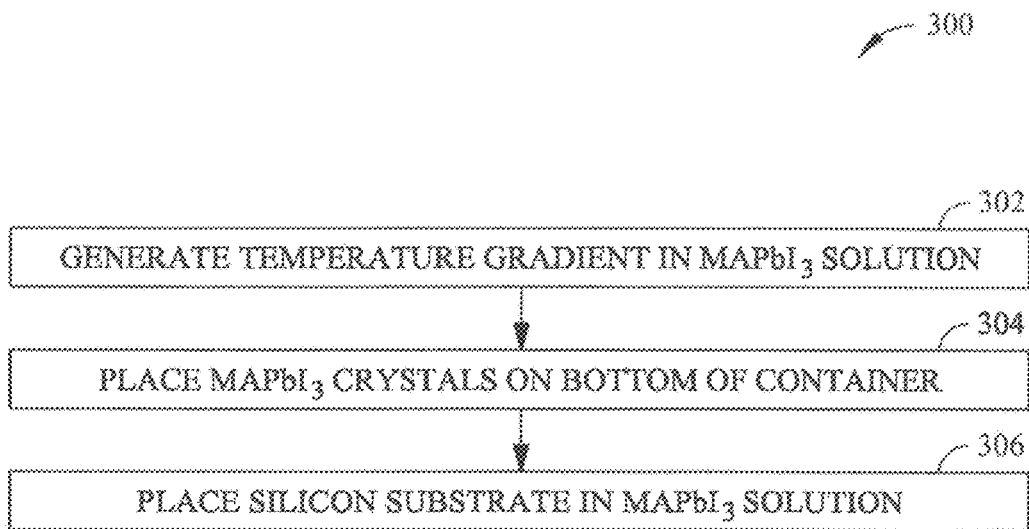 300
302
GENERATE TEMPERATURE GRADIENT IN MAPbI3 SOLUTION
304
PLACE MAPbI3 CRYSTALS ON BOTTOM OF CONTAINER
306
PLACE SILICON SUBSTRATE IN MAPbI3 SOLUTION